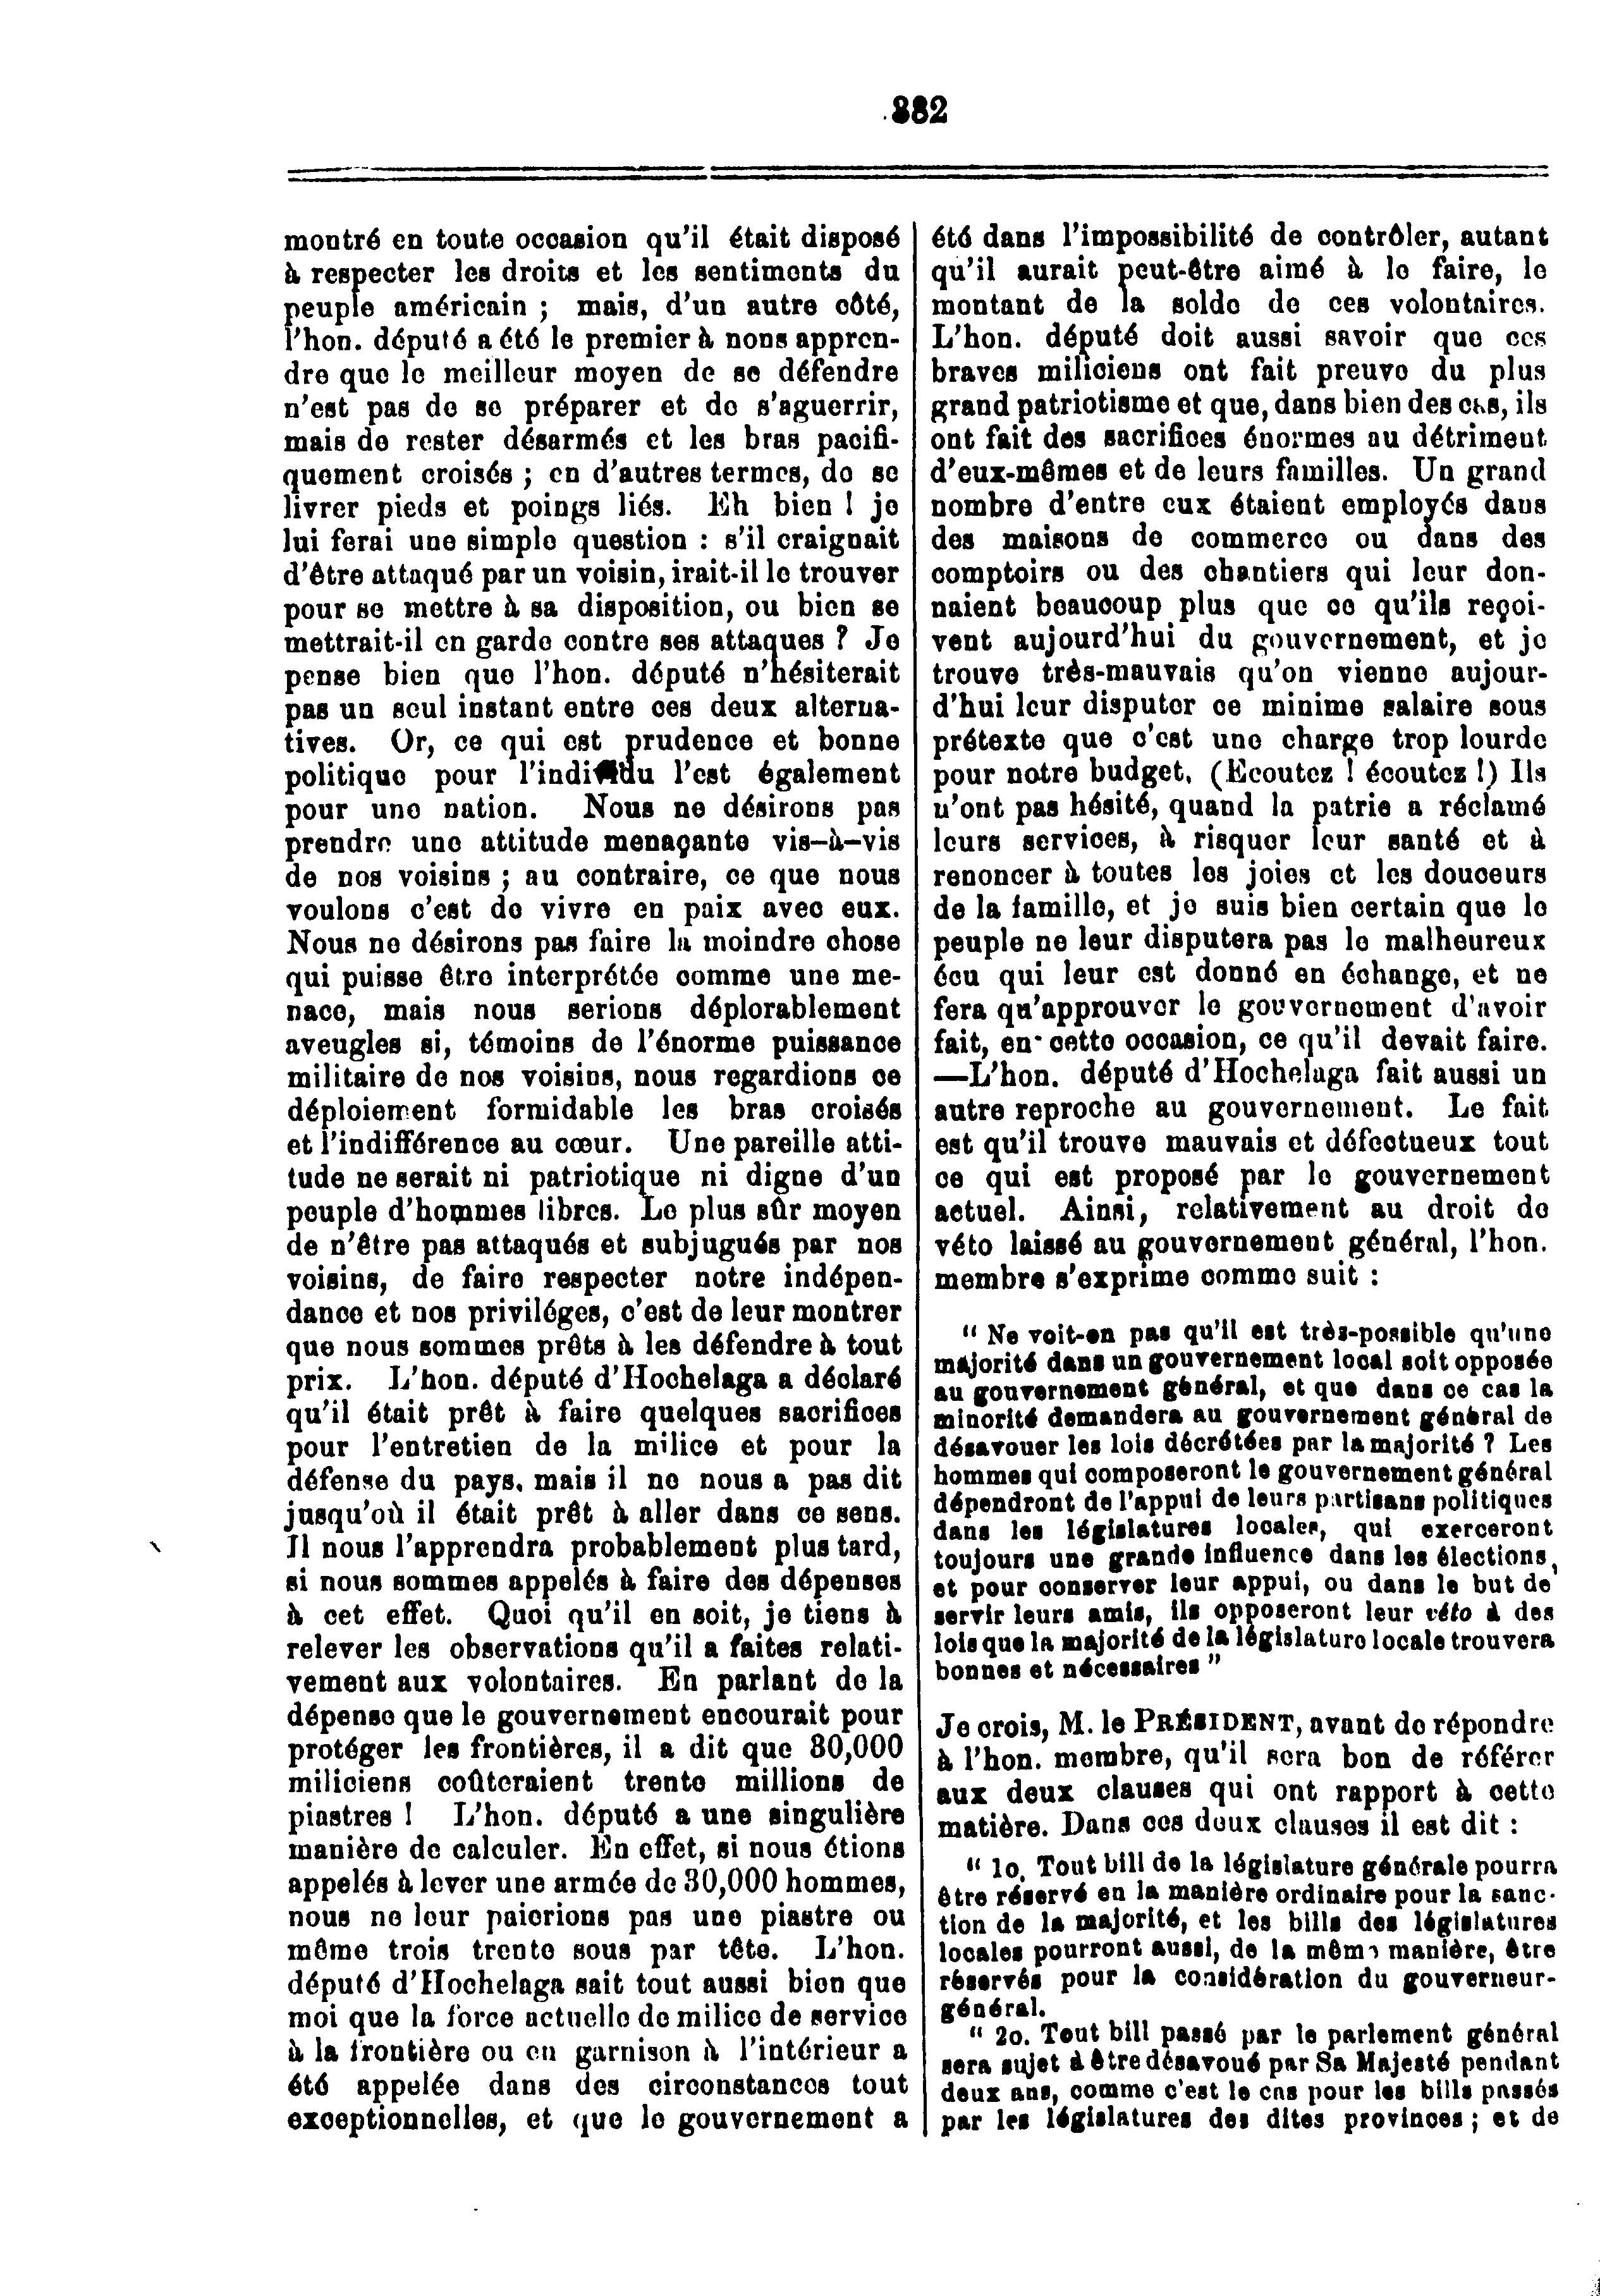 882
montré en toute occasion qu'il était disposé
à respecter les droits et les sentiments du
peuple américain ; mais, d'un autre côté,
l'hon. député a été le premier à nous appren-
dre que le meilleur moyen de se défendre
n'est pas de se préparer et de s'aguerrir,
mais de rester désarmés et les bras pacifi-
quement croisés ; en d'autres termes, de se
livrer pieds et poings liés. Eh bien ! je
lui ferai une simple question : s'il craignait
d'être attaqué par un voisin, irait-il le trouver
pour se mettre à sa disposition, ou bien se
mettrait-il en garde contre ses attaques ? Je
pense bien que l'hon. député n'hésiterait
pas un seul instant entre ces deux alterna-
tives. Or, ce qui est prudence et bonne
politique pour l'individu l'est également
pour une nation. Nous ne désirons pas
prendre une attitude menaçante vis-à-vis
de nos voisins ; au contraire, ce que nous
voulons c'est de vivre en paix avec eux.
Nous ne désirons pas faire la moindre chose
qui puisse être interprétée comme une me-
nace, mais nous serions déplorablement
aveugles si, témoins de l'énorme puissance
militaire de nos voisins, nous regardions ce
déploiement formidable les bras croisés
et l'indifférence au cœur. Une pareille atti-
tude ne serait ni patriotique ni digne d'un
peuple d'hommes libres. Le plus sûr moyen
de n'être pas attaqués et subjugués par nos
voisins, de faire respecter notre indépen-
dance et nos priviléges, c'est de leur montrer
que nous sommes prêts à les défendre à tout
prix. L'hon. député d'Hochelaga a déclaré
qu'il était prêt à faire quelques sacrifices
pour l'entretien de la milice et pour la
défense du pays, mais il ne nous a pas dit
jusqu'où il était prêt à aller dans ce sens.
Il nous l'apprendra probablement plus tard,
si nous sommes appelés à faire des dépenses
à cet effet. Quoi qu'il en soit, je tiens à
relever les observations qu'il a faites relati-
vement aux volontaires. En parlant de la
dépense que le gouvernement encourait pour
protéger les frontières, il a dit que 30,000
miliciens coûteraient trente millions de
piastres ! L'hon. député a une singulière
manière de calculer. En effet, si nous étions
appelés à lever une armée de 30,000 hommes,
nous ne leur paierions pas une piastre ou
même trois trente sous par tête. L'hon.
député d'Hochelaga sait tout aussi bien que
moi que la force actuelle de milice de service
à la frontière ou en garnison à l'intérieur a
été appelée dans des circonstances tout
exceptionnelles, et que le gouvernement a
été dans l'impossibilité de contrôler, autant
qu'il aurait peut-être aimé à le faire, le
montant de la solde de ces volontaires.
L'hon. député doit aussi savoir que ces
braves miliciens ont fait preuve du plus
grand patriotisme et que, dans bien des cas, ils
ont fait des sacrifices énormes au détriment
d'eux-mêmes et de leurs familles. Un grand
nombre d'entre eux étaient employés dans
des maisons de commerce ou dans des
comptoirs ou des chantiers qui leur don-
naient beaucoup plus que ce qu'ils reçoi-
vent aujourd'hui du gouvernement, et je
trouve très-mauvais qu'on vienne aujour-
d'hui leur disputer ce minime salaire sous
prétexte que c'est une charge trop lourde
pour notre budget. (Ecoutez ! écoutez !) Ils
n'ont pas hésité, quand la patrie a réclamé
leurs services, à risquer leur santé et à
renoncer à toutes les joies et les douceurs
de la famille, et je suis bien certain que le
peuple ne leur disputera pas le malheureux
écu qui leur est donné en échange, et ne
fera qu'approuver le gouvernement d'avoir
fait, en cette occasion, ce qu'il devait faire.
—L'hon. député d'Hochelaga fait aussi un
autre reproche au gouvernement. Le fait
est qu'il trouve mauvais et défectueux tout
ce qui est proposé par le gouvernement
actuel. Ainsi, relativement au droit de
véto laissé au gouvernement général, l'hon.
membre s'exprime comme suit :
" Ne voit-on pas qu'il est très-possible qu'une
majorité dans un gouvernement local soit opposée
au gouvernement général, et que dans ce cas la
minorité demandera au gouvernement général de
désavouer les lois décrétées par la majorité ? Les
hommes qui composeront le gouvernement général
dépendront de l'appui de leurs partisans politiques
dans les législatures locales, qui exerceront
toujours une grande influence dans les élections,
et pour conserver leur appui, ou dans le but de
servir leurs amis, ils opposeront leur véto à des
lois que la majorité de la législature locale trouvera
bonnes et nécessaires "
Je crois, M. le PRÉSIDENT, avant de répondre
à l'hon. membre, qu'il sera bon de référer
aux deux clauses qui ont rapport à cette
matière. Dans ces deux clauses il est dit :
" 1o. Tout bill de la législature générale pourra
être réservé en la manière ordinaire pour la sanc-
tion de la majorité, et les bills des législatures
locales pourront aussi, de la même manière, être
réservés pour la considération du gouverneur-
général.
" 2o. Tout bill passé par le parlement général
sera sujet à être désavoué par Sa Majesté pendant
deux ans, comme c'est le cas pour les bills passés
par les législatures des dites provinces ; et de